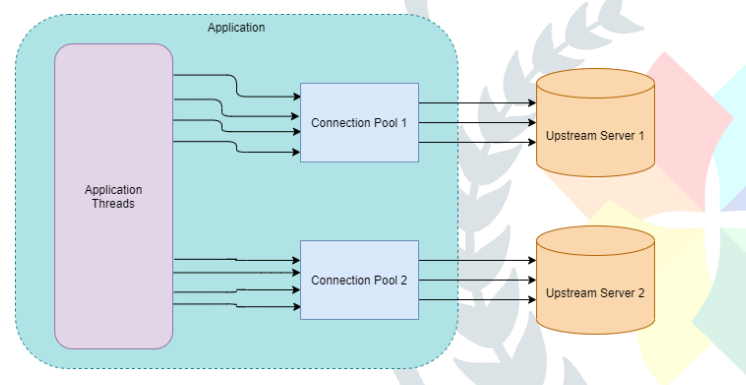 Application
Application
Threads
Connection Pool 1
Upstream Server 1
Connection Pool 2
Upstream Server 2